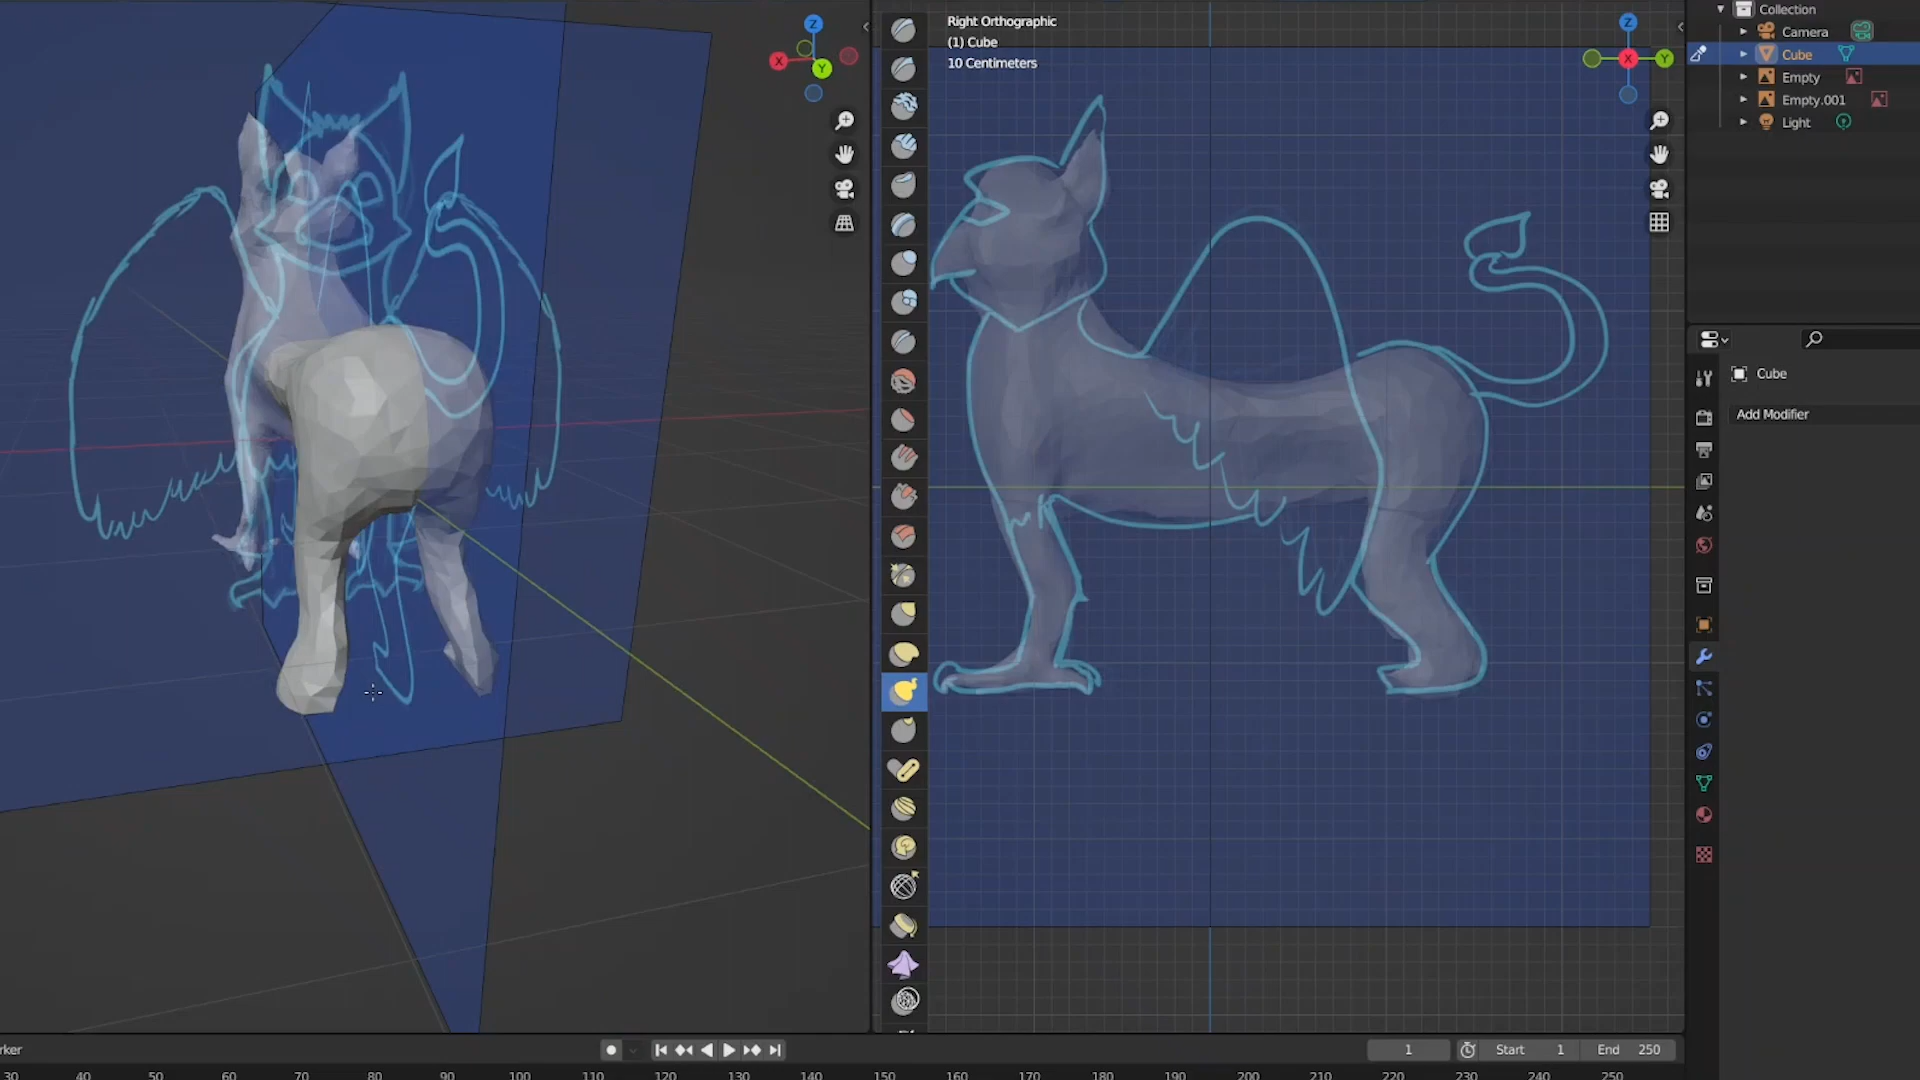 Z
X
Y
Right Orthographic
(1) Cube
10 Centimeters
Z
X
Y
Collection
Camera
Cube
Empty
Empty.001
Light
Cube
Add Modifier
rker
1
Start 1
End 250
30 40 50 60 70 80 90 100 110 120 130 140 150 160 170 180 190 200 210 220 230 240 250